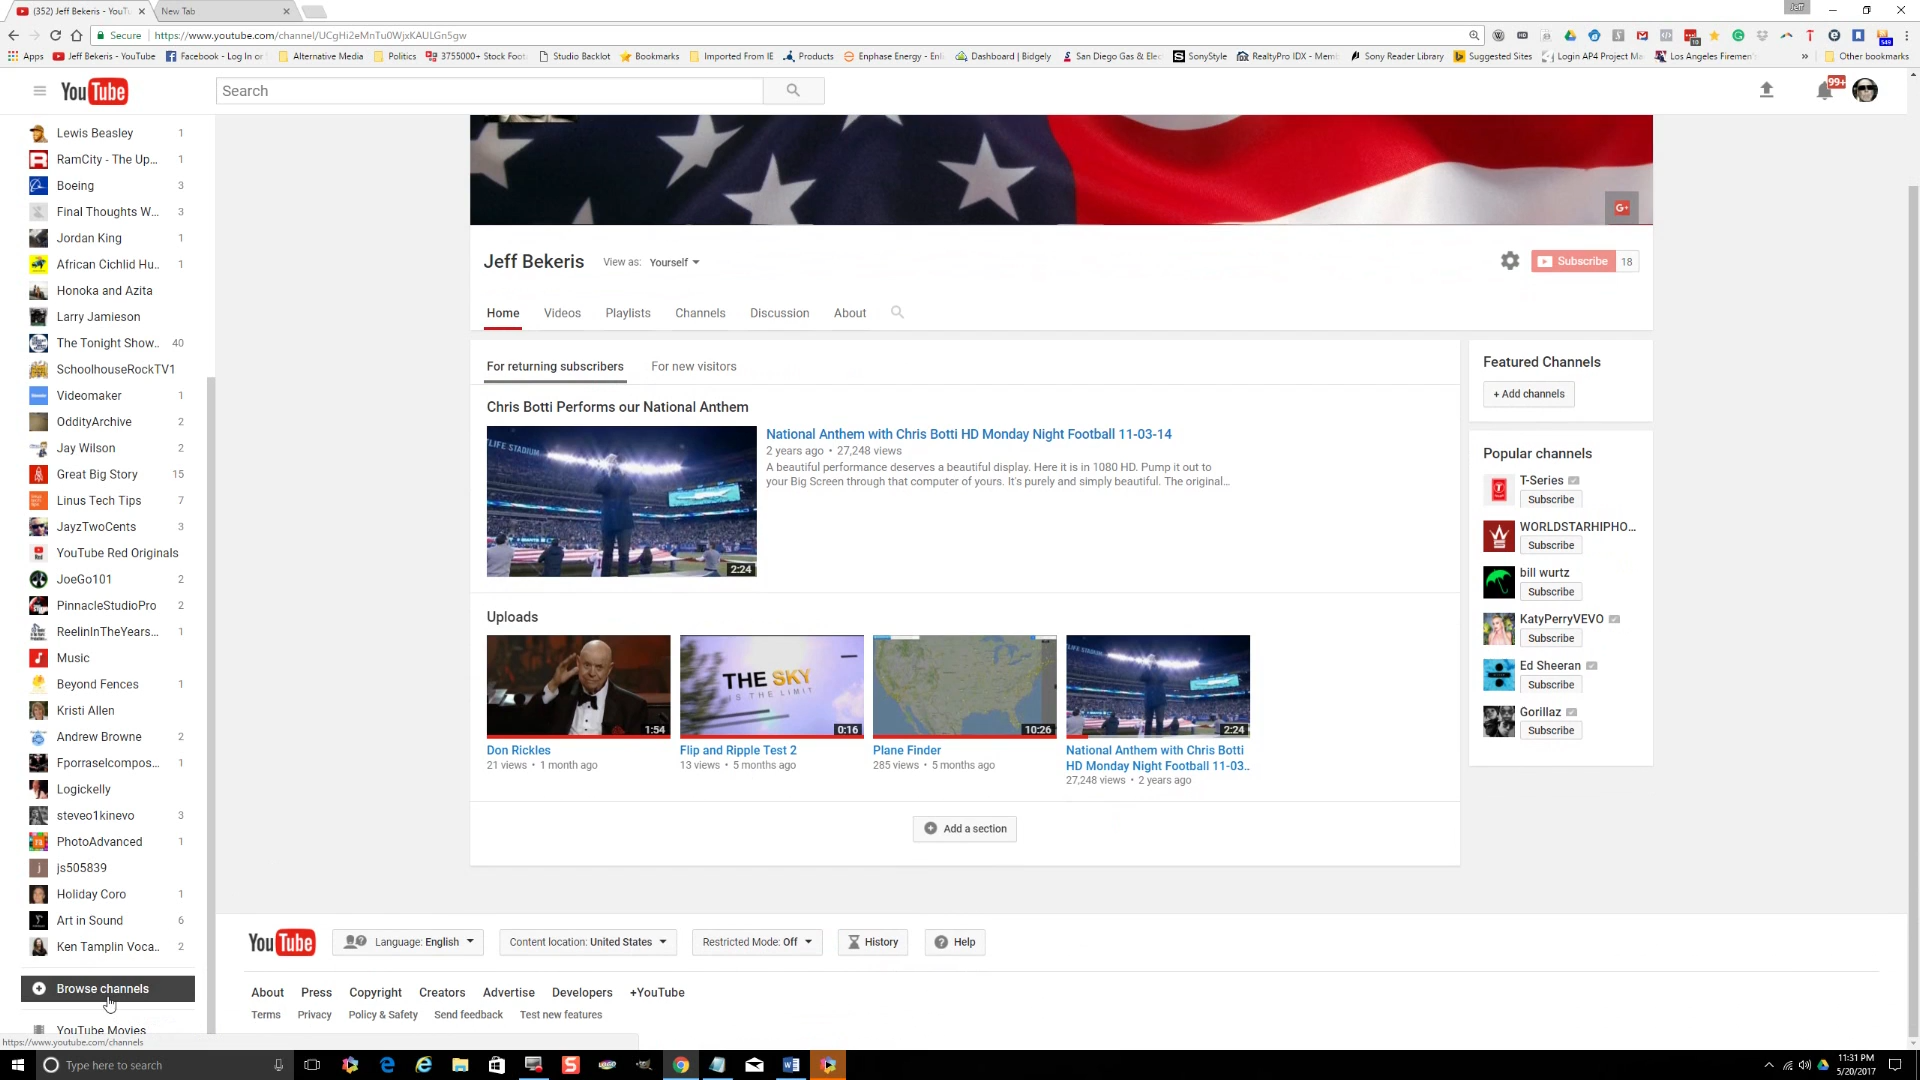 (352) Jeff Bekeris - YouTu
New Tab
Jeff
Secure
https://www.youtube.com/channel/UCgHi2eMnTu0WjxKAULGn5gw
Apps
Jeff Bekeris - YouTube
Facebook - Log In or
Alternative Media
Politics
3755000+ Stock Foot
Studio Backlot
Bookmarks
Imported From IE
Products
Enphase Energy - Enl
Dashboard | Bidgely
San Diego Gas & Elec
SonyStyle
RealtyPro IDX - Mem
Sony Reader Library
Suggested Sites
Login AP4 Project Ma
Los Angeles Firemen'
»
Other bookmarks
YouTube
Search
99+
Lewis Beasley 1
RamCity - The Up... 1
Boeing 3
Final Thoughts W... 3
Jordan King 1
African Cichlid Hu.. 1
Honoka and Azita
Larry Jamieson
The Tonight Show.. 40
SchoolhouseRockTV1
Videomaker 1
OddityArchive 2
Jay Wilson 2
Great Big Story 15
Linus Tech Tips 7
JayzTwoCents 3
YouTube Red Originals
JoeGo101 2
PinnacleStudioPro 2
ReelinInTheYears... 1
Music
Beyond Fences 1
Kristi Allen
Andrew Browne 2
Fporraselcompos... 1
Logickelly
steveo1kinevo 3
PhotoAdvanced 1
js505839
Holiday Coro 1
Art in Sound 6
Ken Tamplin Voca.. 2
Browse channels
YouTube Movies
https://www.youtube.com/channels
G+
Jeff Bekeris
View as: Yourself
Subscribe 18
Home
Videos
Playlists
Channels
Discussion
About
For returning subscribers
For new visitors
Chris Botti Performs our National Anthem
LIFE STADIUM
2:24
National Anthem with Chris Botti HD Monday Night Football 11-03-14
2 years ago • 27,248 views
A beautiful performance deserves a beautiful display. Here it is in 1080 HD. Pump it out to
your Big Screen through that computer of yours. It's purely and simply beautiful. The original...
Uploads
1:54
Don Rickles
21 views • 1 month ago
THE SKY
IS THE LIMIT
0:16
Flip and Ripple Test 2
13 views • 5 months ago
10:26
Plane Finder
285 views • 5 months ago
2:24
National Anthem with Chris Botti
HD Monday Night Football 11-03..
27,248 views • 2 years ago
Add a section
Featured Channels
+ Add channels
Popular channels
T-Series
Subscribe
WORLDSTARHIPHO...
Subscribe
bill wurtz
Subscribe
KatyPerryVEVO
Subscribe
Ed Sheeran
Subscribe
Gorillaz
Subscribe
YouTube
Language: English
Content location: United States
Restricted Mode: Off
History
Help
About
Press
Copyright
Creators
Advertise
Developers
+YouTube
Terms
Privacy
Policy & Safety
Send feedback
Test new features
Type here to search
11:31 PM
5/20/2017